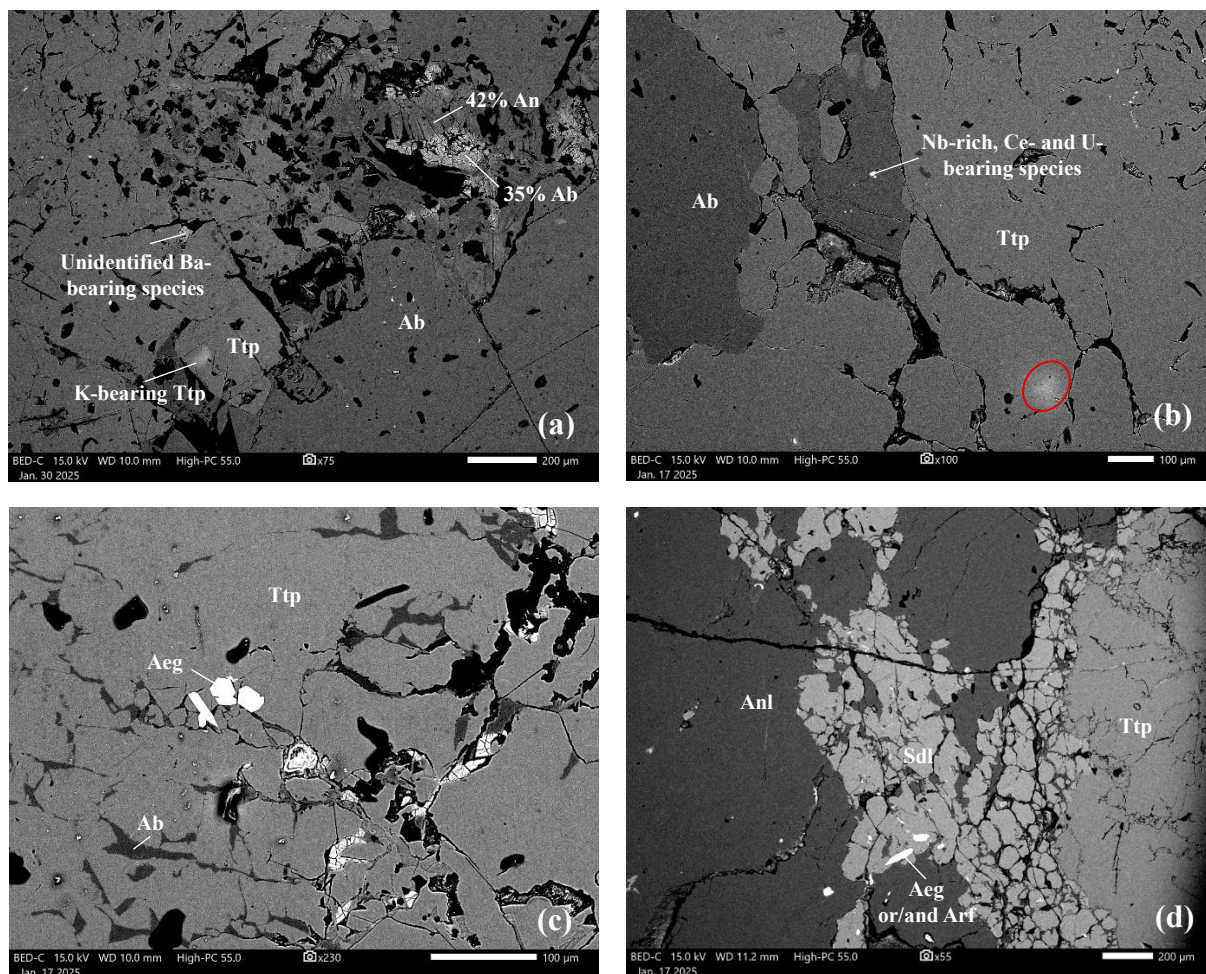 42% An
35% Ab
Unidentified Ba-
bearing species
Ab
Ttp
K-bearing Ttp
(a)
BED-C 15.0 kV WD 10.0 mm High-PC 55.0 x75 200 µm
Jan. 30 2025
Nb-rich, Ce- and U-
bearing species
Ab
Ttp
(b)
BED-C 15.0 kV WD 10.0 mm High-PC 55.0 x100 100 µm
Jan. 17 2025
Ttp
Aeg
Ab
(c)
BED-C 15.0 kV WD 10.0 mm High-PC 55.0 x230 100 µm
Jan. 17 2025
Anl
Ttp
Sdl
Aeg
or/and Arf
(d)
BED-C 15.0 kV WD 11.2 mm High-PC 55.0 x55 200 µm
Jan. 17 2025